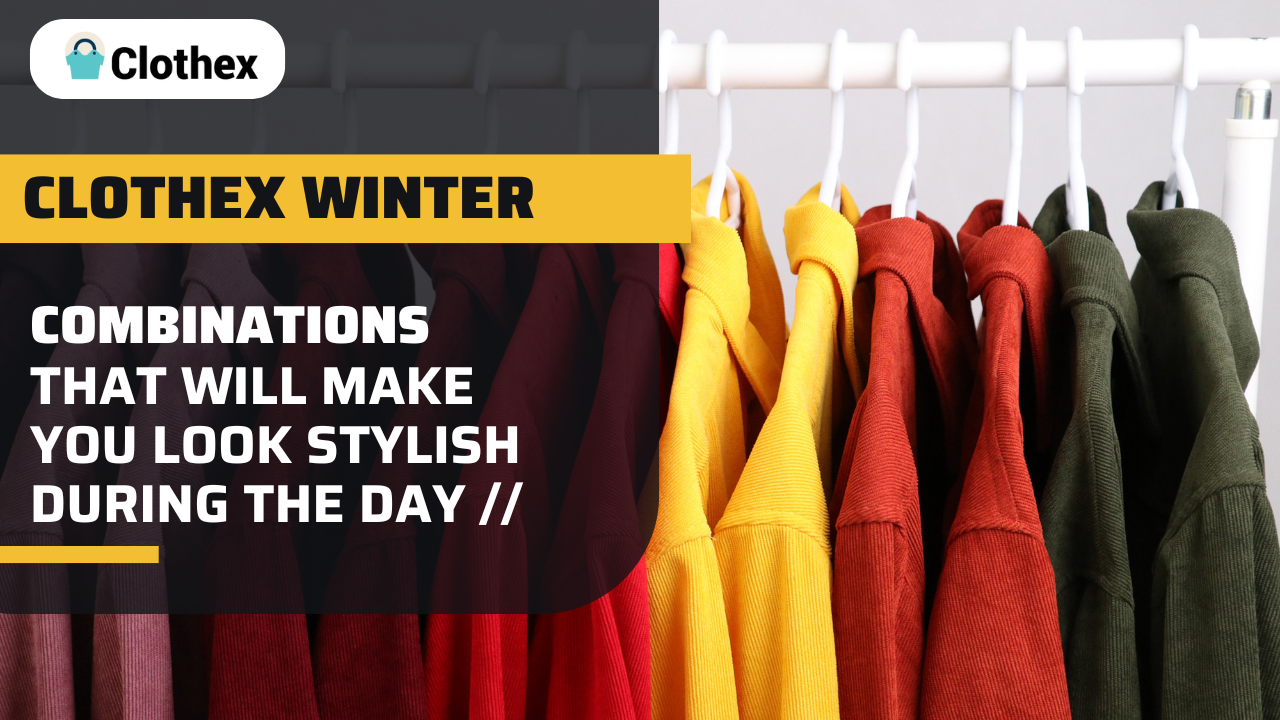 Clothex
CLOTHEX WINTER
COMBINATIONS
THAT WILL MAKE
YOU LOOK STYLISH
DURING THE DAY //